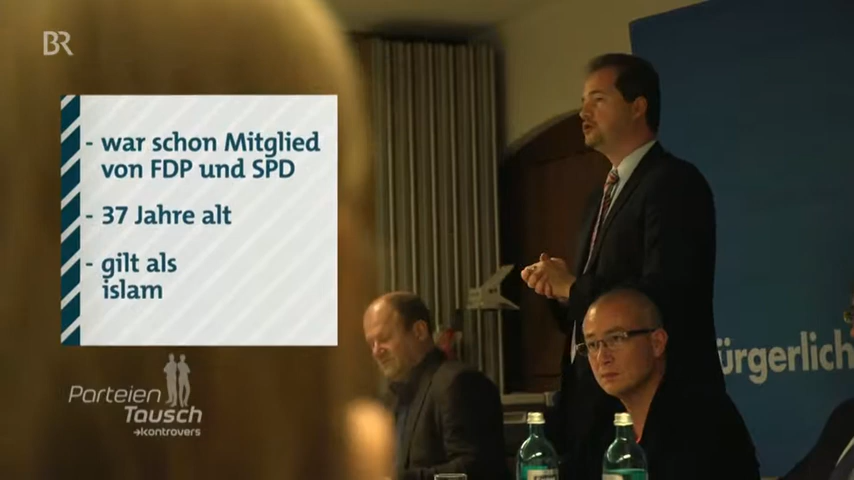 BR
- war schon Mitglied
von FDP und SPD
- 37 Jahre alt
- gilt als
islam
Parteien
Tausch
kontrovers
ürgerlich